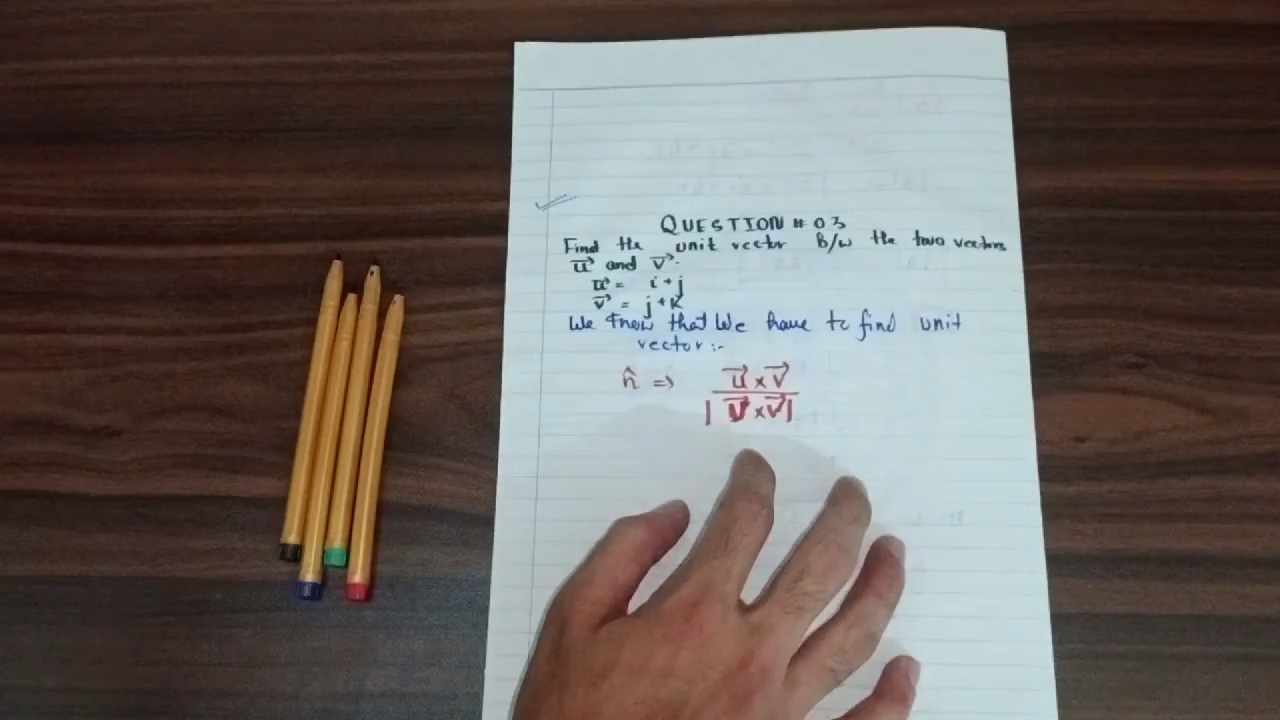 QUESTION # 03
Find the unit vector B/w the two vectors
u⃗ and v⃗.
u⃗ = i + j
v⃗ = j + k
We know that We have to find unit
vector :-
n̂ => u⃗ x v⃗
| v⃗ x v⃗ |